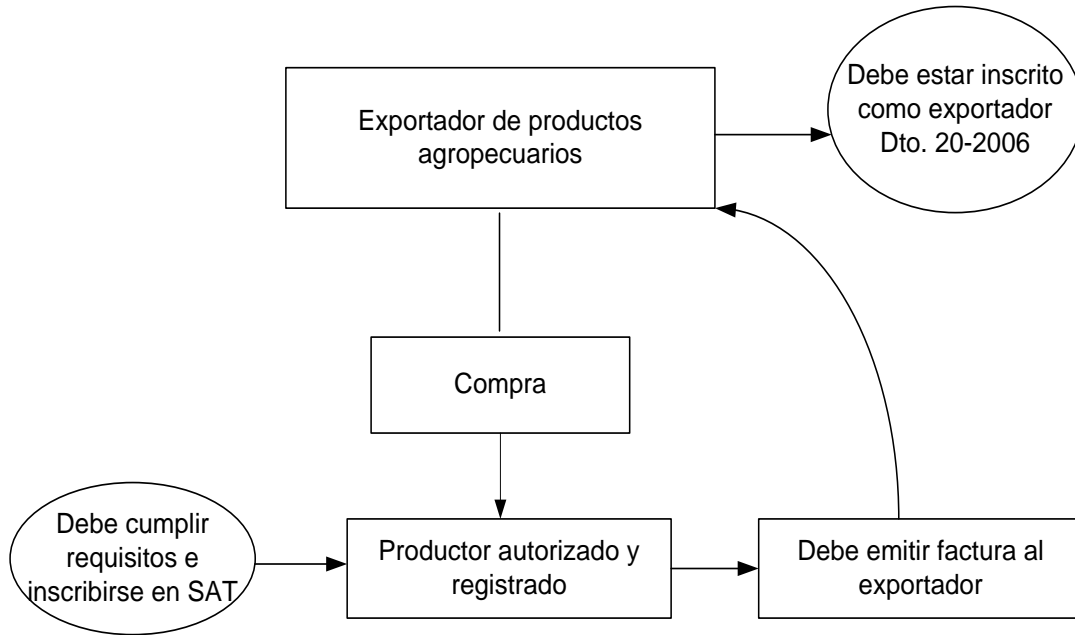 Exportador de productos
agropecuarios
Debe estar inscrito
como exportador
Dto. 20-2006
Compra
Debe cumplir
requisitos e
inscribirse en SAT
Productor autorizado y
registrado
Debe emitir factura al
exportador